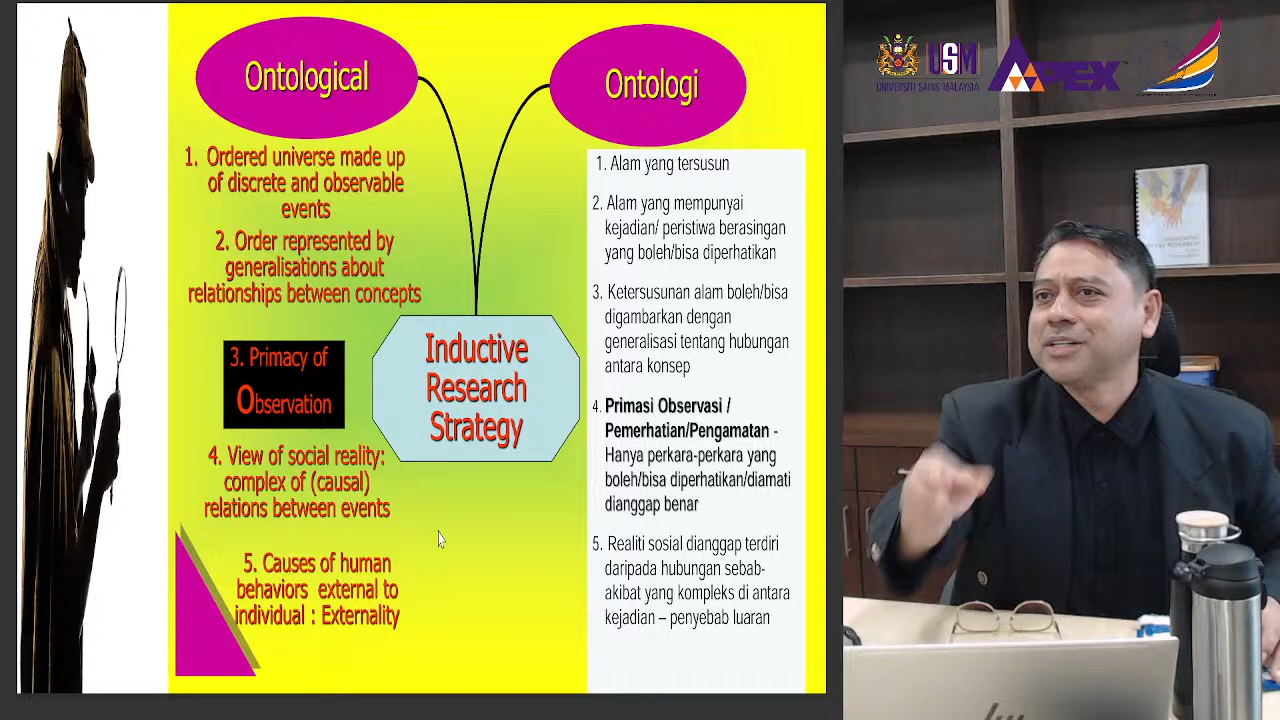 Ontological
1. Ordered universe made up
of discrete and observable
events
2. Order represented by
generalisations about
relationships between concepts
3. Primacy of
Observation
4. View of social reality:
complex of (causal)
relations between events
5. Causes of human
behaviors external to
individual : Externality
Inductive
Research
Strategy
Ontologi
1. Alam yang tersusun
2. Alam yang mempunyai
kejadian/ peristiwa berasingan
yang boleh/bisa diperhatikan
3. Ketersusunan alam boleh/bisa
digambarkan dengan
generalisasi tentang hubungan
antara konsep
4. Primasi Observasi /
Pemerhatian/Pengamatan -
Hanya perkara-perkara yang
boleh/bisa diperhatikan/diamati
dianggap benar
5. Realiti sosial dianggap terdiri
daripada hubungan sebab-
akibat yang kompleks di antara
kejadian – penyebab luaran
USM
UNIVERSITI SAINS MALAYSIA
APEX™
hp